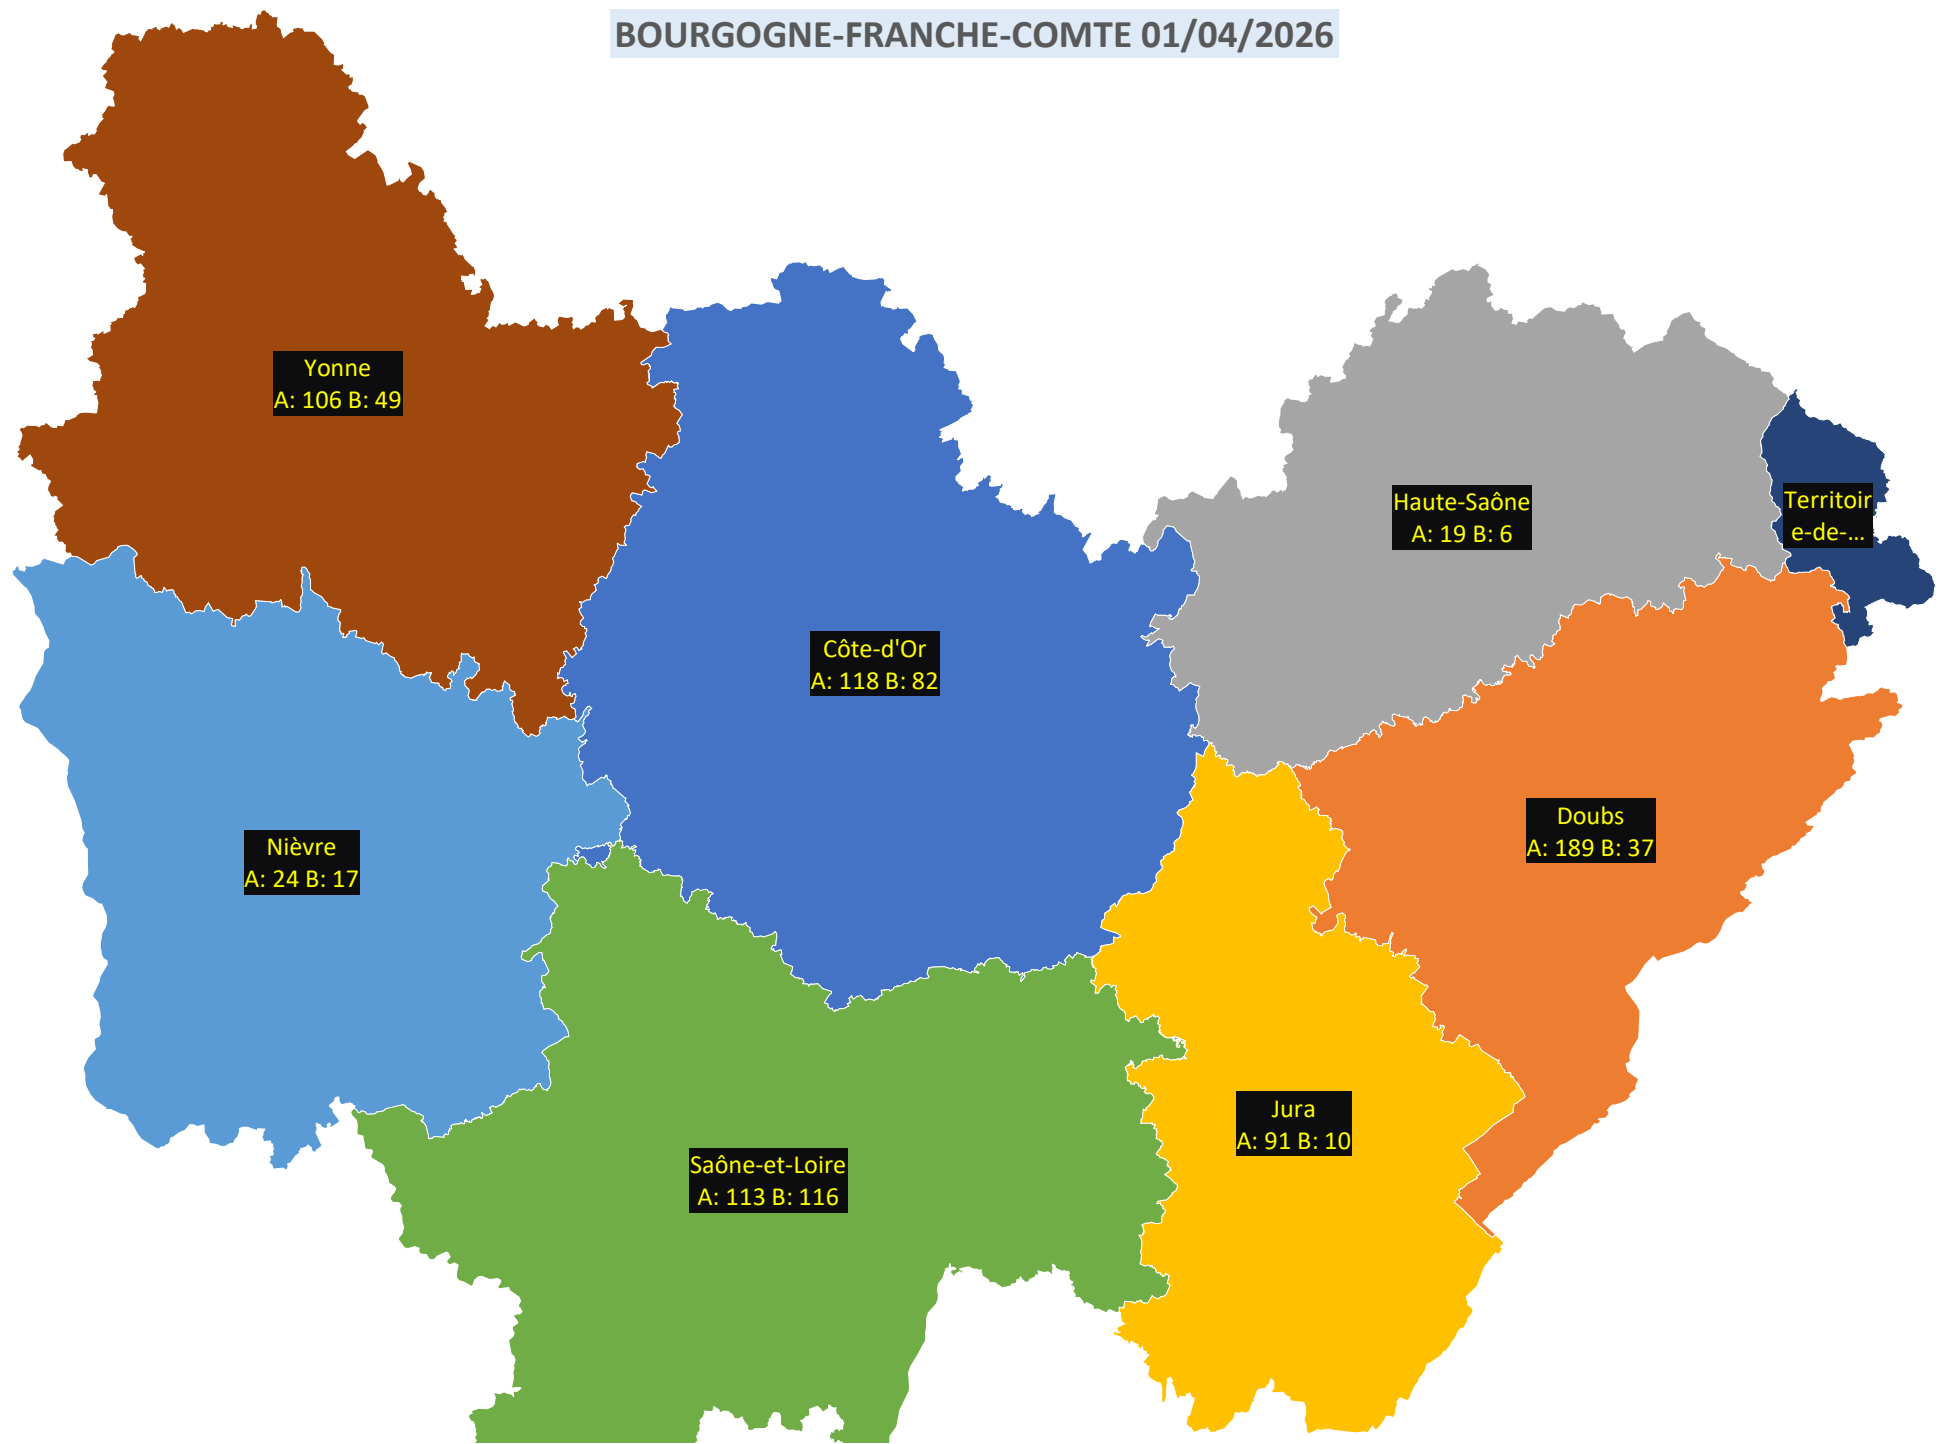 BOURGOGNE-FRANCHE-COMTE 01/04/2026
Yonne
A: 106 B: 49
Haute-Saône
A: 19 B: 6
Territoir
e-de-...
Côte-d'Or
A: 118 B: 82
Doubs
A: 189 B: 37
Nièvre
A: 24 B: 17
Jura
A: 91 B: 10
Saône-et-Loire
A: 113 B: 116